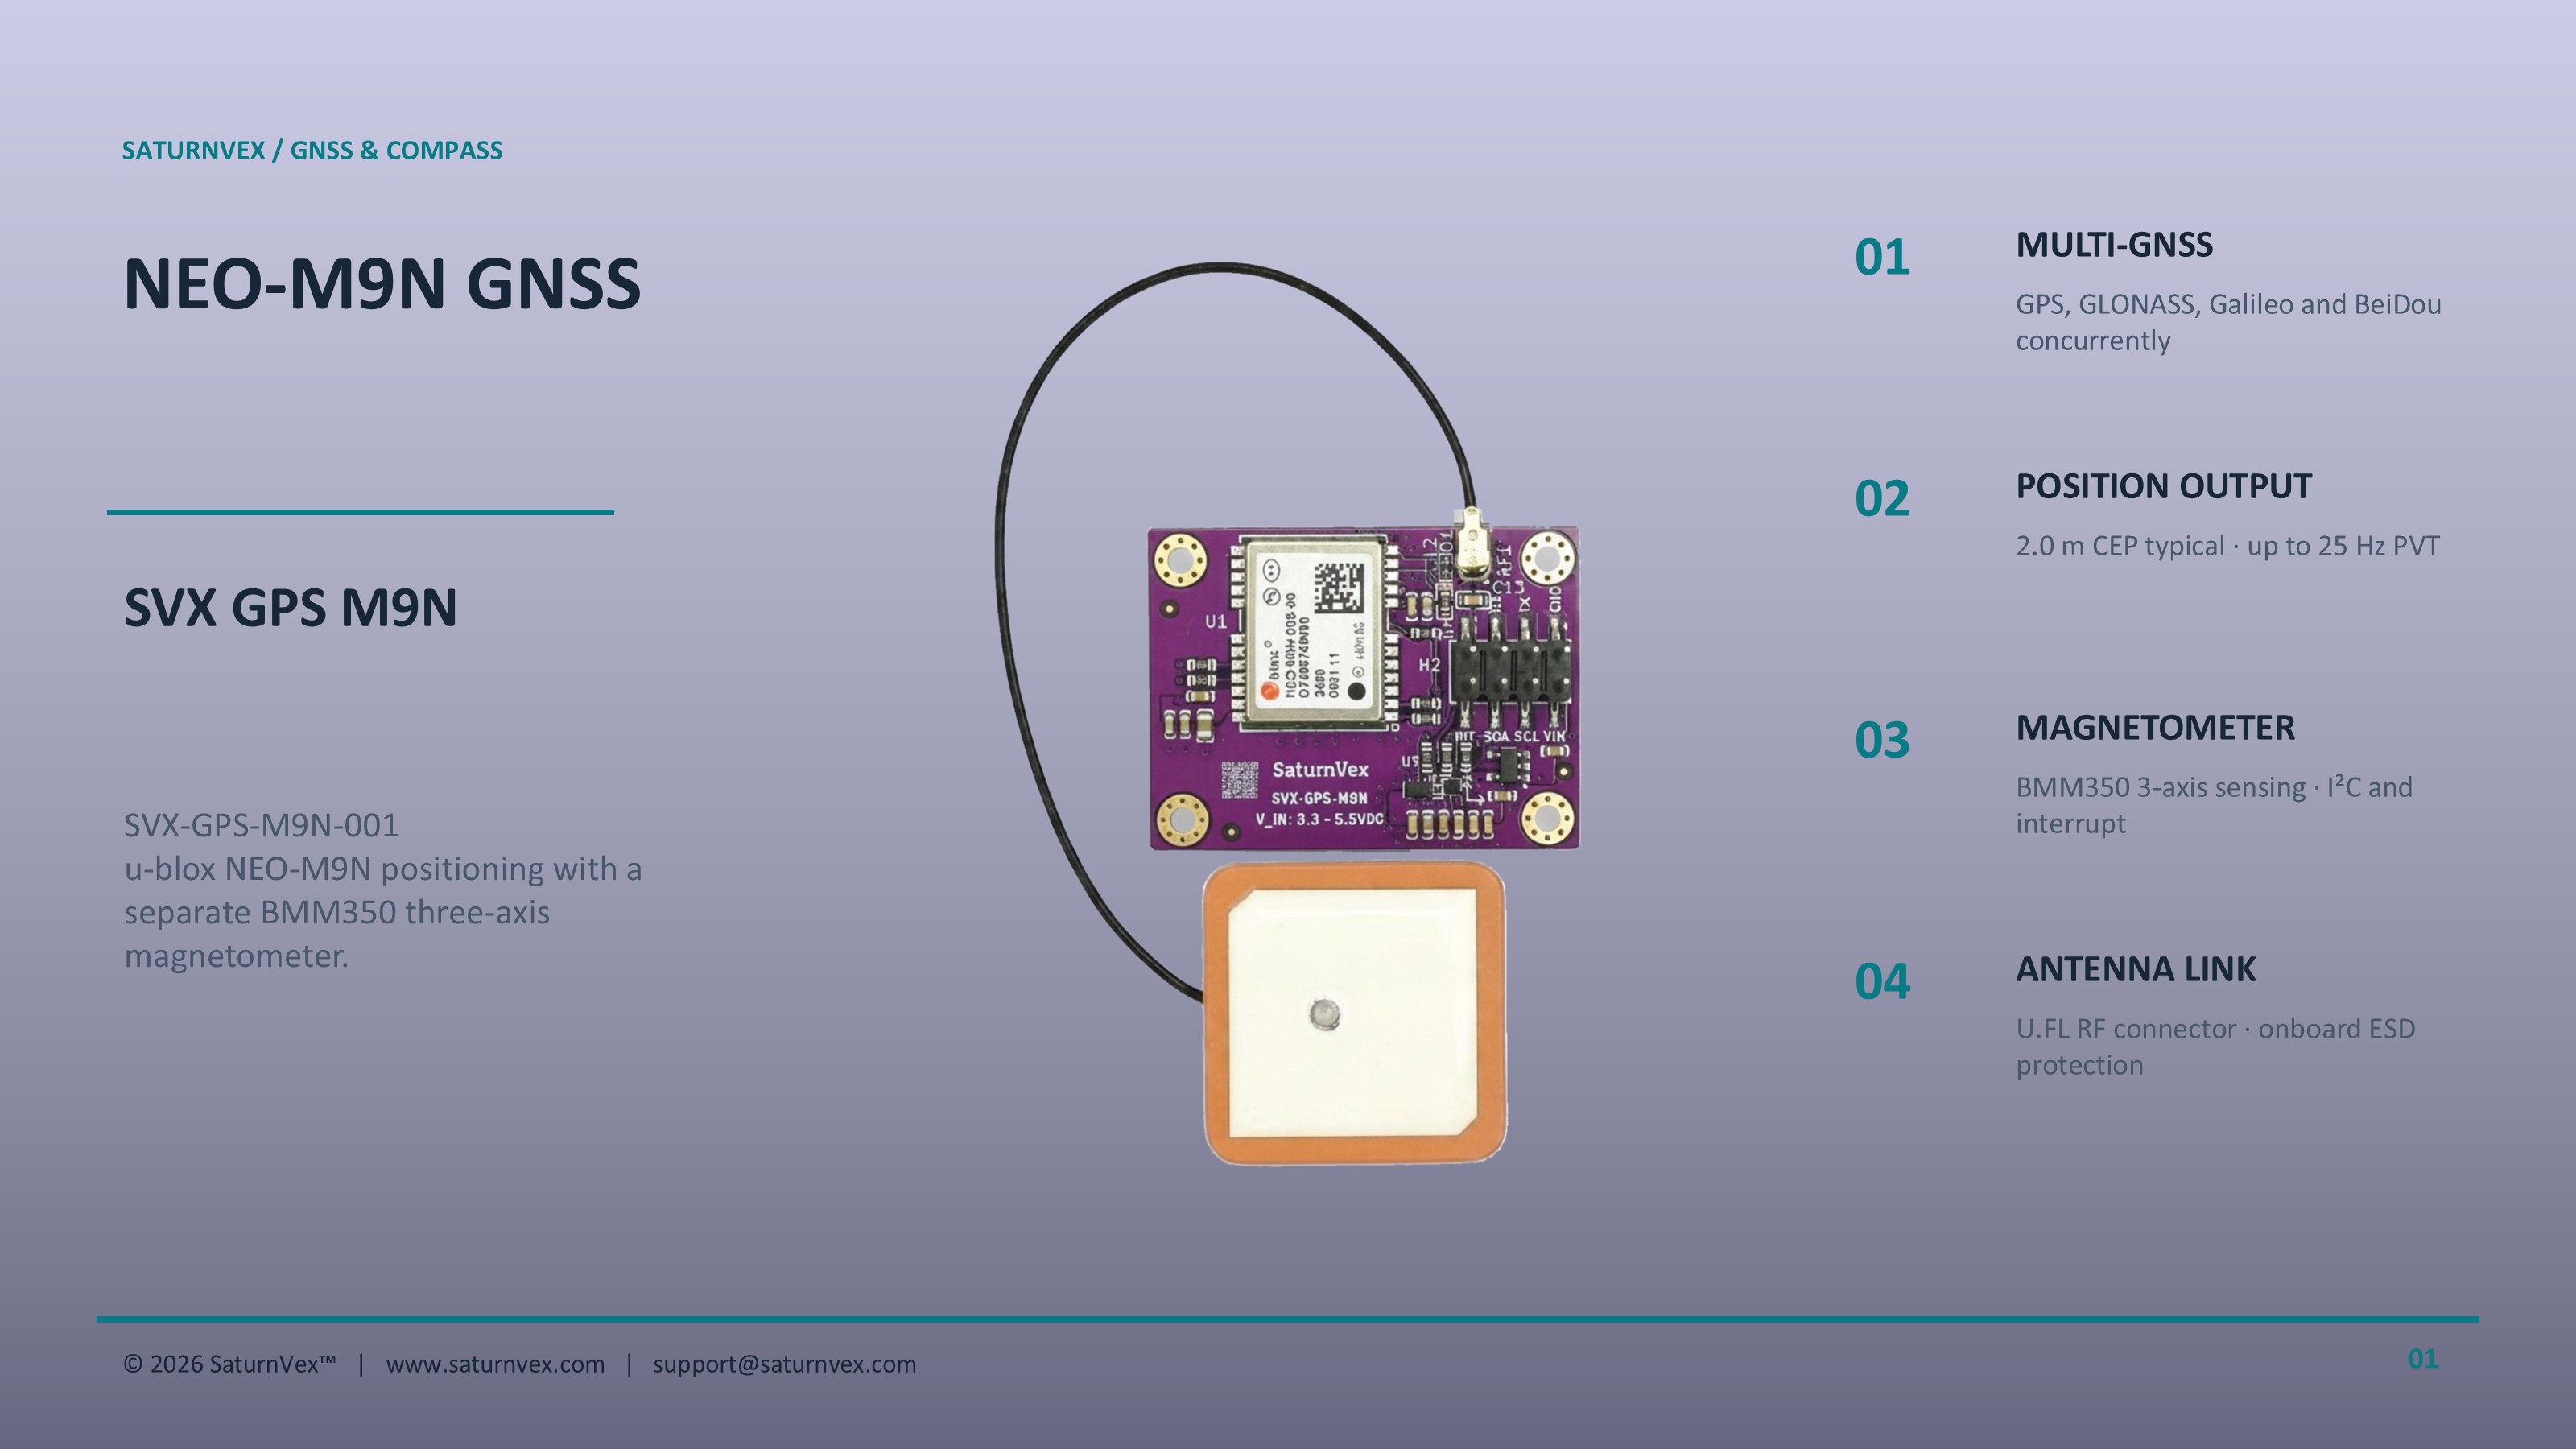 SATURNVEX / GNSS & COMPASS
NEO-M9N GNSS
SVX GPS M9N
SVX-GPS-M9N-001
u-blox NEO-M9N positioning with a
separate BMM350 three-axis
magnetometer.
U1
H2
SDA SCL VIN
SaturnVex
SVX-GPS-M9N
V_IN: 3.3 - 5.5VDC
01
MULTI-GNSS
GPS, GLONASS, Galileo and BeiDou
concurrently
02
POSITION OUTPUT
2.0 m CEP typical · up to 25 Hz PVT
03
MAGNETOMETER
BMM350 3-axis sensing · I²C and
interrupt
04
ANTENNA LINK
U.FL RF connector · onboard ESD
protection
© 2026 SaturnVex™ | www.saturnvex.com | support@saturnvex.com
01